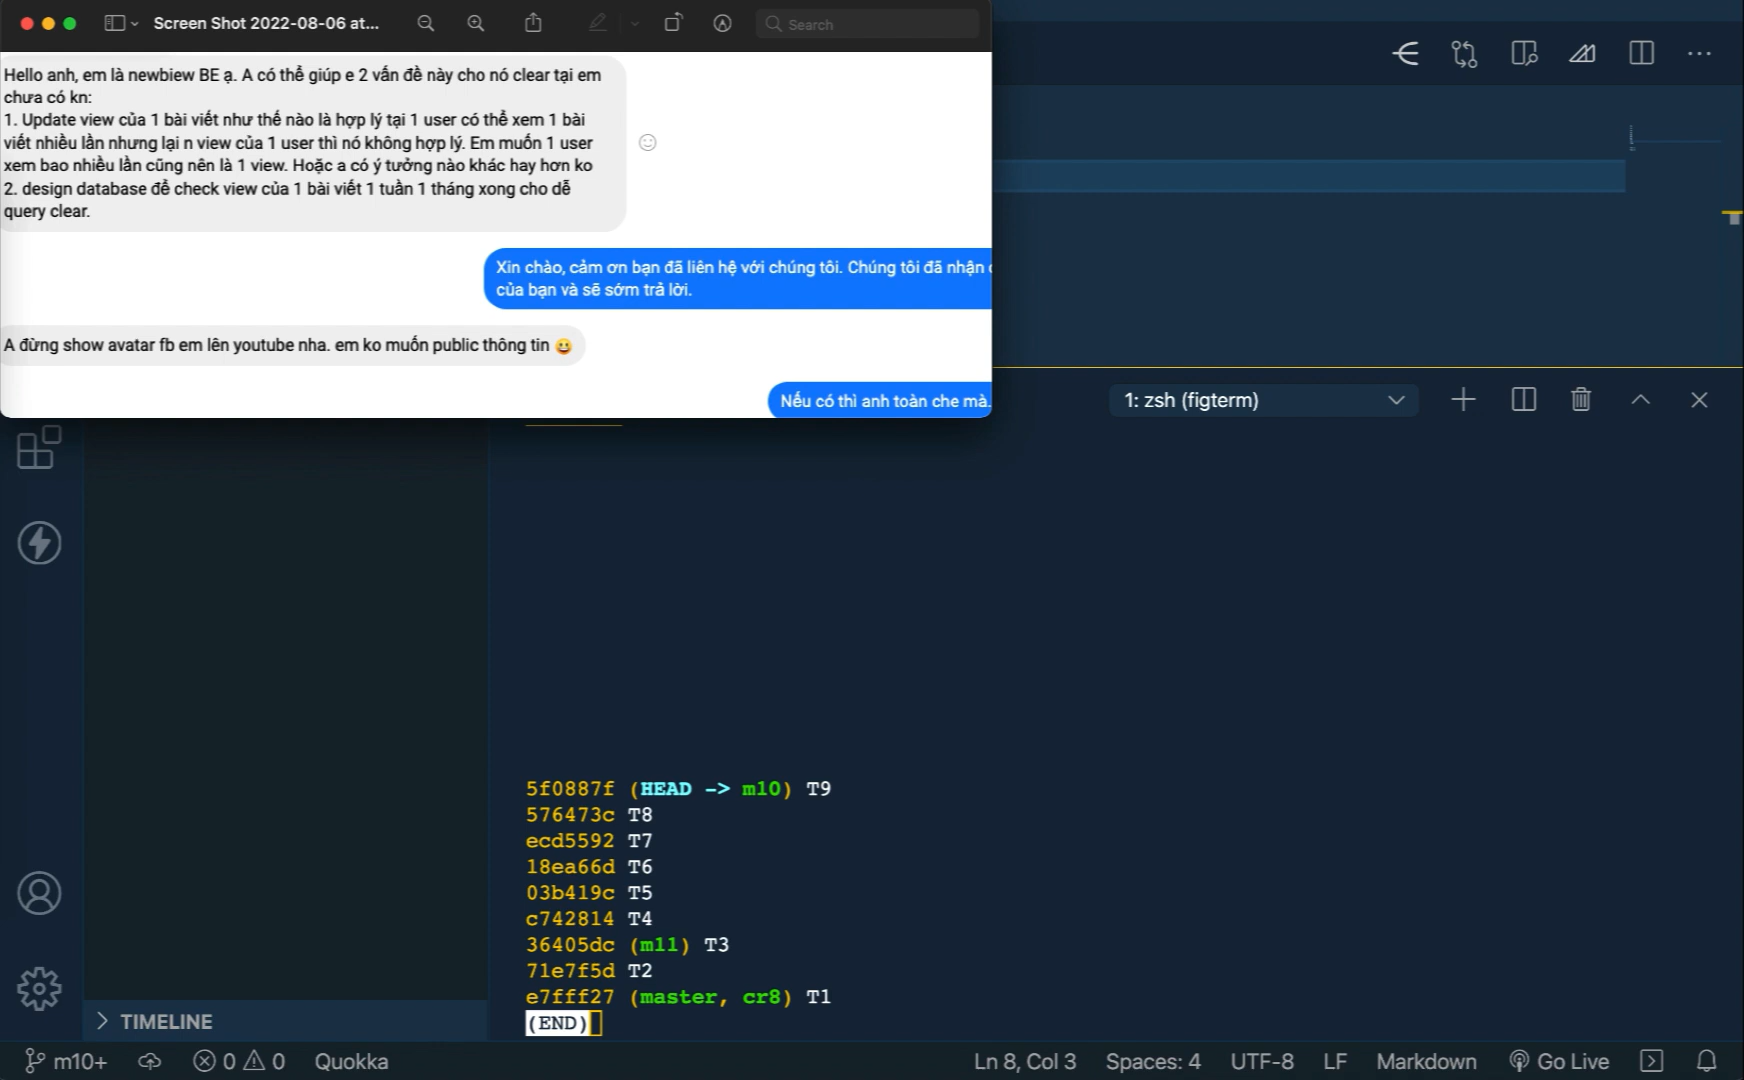 Screen Shot 2022-08-06 at...
Search
Hello anh, em là newbiew BE ạ. A có thể giúp e 2 vấn đề này cho nó clear tại em
chưa có kn:
1. Update view của 1 bài viết như thế nào là hợp lý tại 1 user có thể xem 1 bài
viết nhiều lần nhưng lại n view của 1 user thì nó không hợp lý. Em muốn 1 user
xem bao nhiều lần cũng nên là 1 view. Hoặc a có ý tưởng nào khác hay hơn ko
2. design database để check view của 1 bài viết 1 tuần 1 tháng xong cho dễ
query clear.
Xin chào, cảm ơn bạn đã liên hệ với chúng tôi. Chúng tôi đã nhận
của bạn và sẽ sớm trả lời.
A đừng show avatar fb em lên youtube nha. em ko muốn public thông tin 😀
Nếu có thì anh toàn che mà.
1: zsh (figterm)
5f0887f (HEAD -> m10) T9
576473c T8
ecd5592 T7
18ea66d T6
03b419c T5
c742814 T4
36405dc (m11) T3
71e7f5d T2
e7fff27 (master, cr8) T1
(END)
TIMELINE
m10+ 0 0 Quokka Ln 8, Col 3 Spaces: 4 UTF-8 LF Markdown Go Live